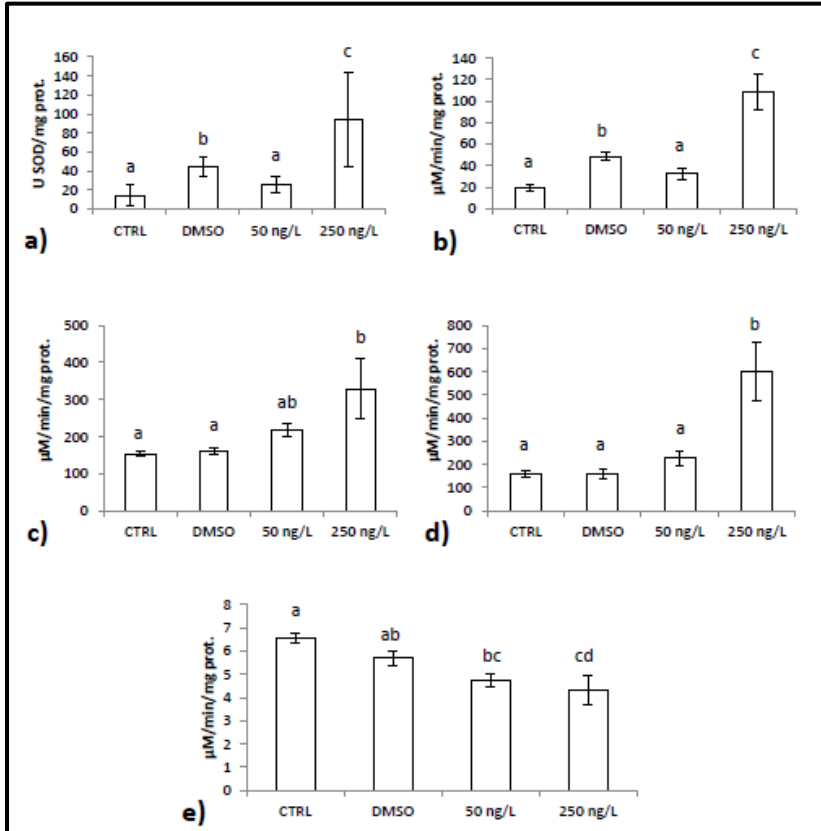 160
140
120
100
80
60
40
20
0
U SOD/mg prot.
a
b
a
c
CTRL DMSO 50 ng/L 250 ng/L
a)
140
120
100
80
60
40
20
0
µM/min/mg prot.
a
b
a
c
CTRL DMSO 50 ng/L 250 ng/L
b)
500
400
300
200
100
0
µM/min/mg prot.
a
a
ab
b
CTRL DMSO 50 ng/L 250 ng/L
c)
800
700
600
500
400
300
200
100
0
µM/min/mg prot.
a
a
a
b
CTRL DMSO 50 ng/L 250 ng/L
d)
8
7
6
5
4
3
2
1
0
µM/min/mg prot.
a
ab
bc
cd
CTRL DMSO 50 ng/L 250 ng/L
e)